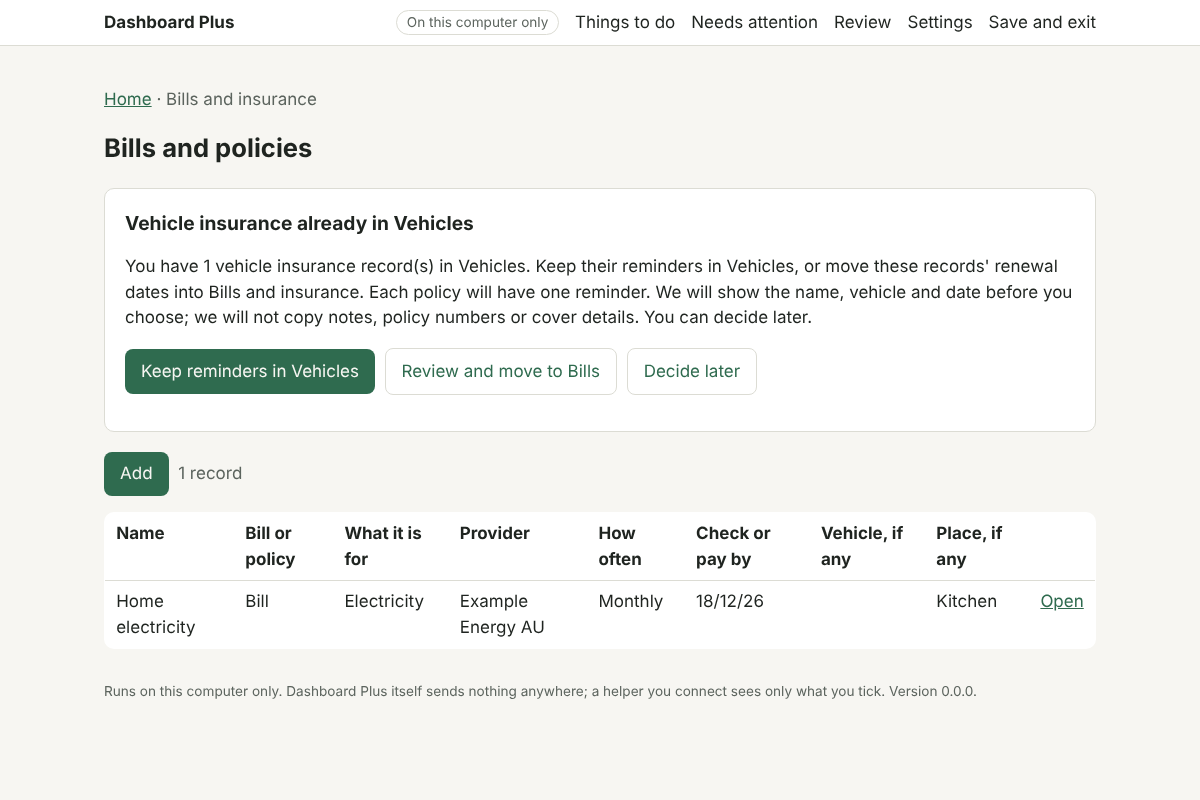 Dashboard Plus
On this computer only
Things to do
Needs attention
Review
Settings
Save and exit
Home · Bills and insurance
Bills and policies
Vehicle insurance already in Vehicles
You have 1 vehicle insurance record(s) in Vehicles. Keep their reminders in Vehicles, or move these records' renewal
dates into Bills and insurance. Each policy will have one reminder. We will show the name, vehicle and date before you
choose; we will not copy notes, policy numbers or cover details. You can decide later.
Keep reminders in Vehicles
Review and move to Bills
Decide later
Add
1 record
Name
Bill or
policy
What it is
for
Provider
How
often
Check or
pay by
Vehicle, if
any
Place, if
any
Home
electricity
Bill
Electricity
Example
Energy AU
Monthly
18/12/26
Kitchen
Open
Runs on this computer only. Dashboard Plus itself sends nothing anywhere; a helper you connect sees only what you tick. Version 0.0.0.